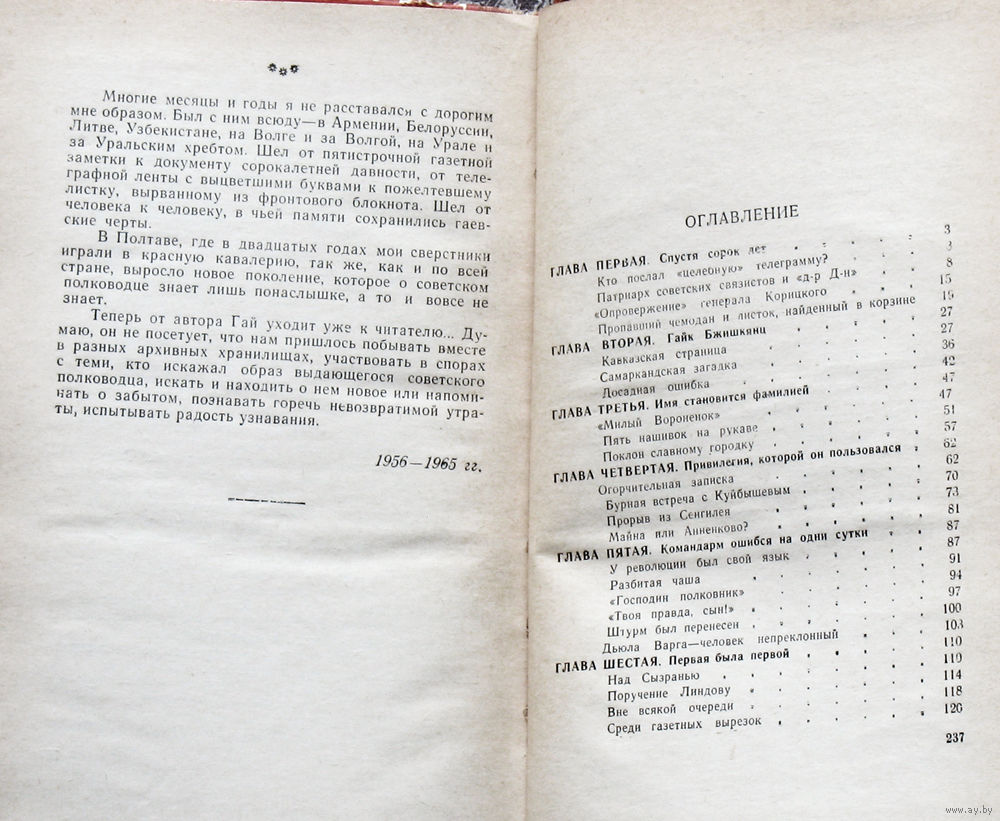 Многие месяцы и годы я не расставался с дорогим
мне образом. Был с ним всюду—в Армении, Белоруссии,
Литве, Узбекистане, на Волге и за Волгой, на Урале и
за Уральским хребтом. Шел от пятистрочной газетной
заметки к документу сорокалетней давности, от теле-
графной ленты с выцветшими буквами к пожелтевшему
листку, вырванному из фронтового блокнота. Шел от
человека к человеку, в чьей памяти сохранились гаев-
ские черты.
В Полтаве, где в двадцатых годах мои сверстники
играли в красную кавалерию, так же, как и по всей
стране, выросло новое поколение, которое о советском
полководце знает лишь понаслышке, а то и вовсе не
знает.
Теперь от автора Гай уходит уже к читателю... Ду-
маю, он не посетует, что нам пришлось побывать вместе
в разных архивных хранилищах, участвовать в спорах
с теми, кто искажал образ выдающегося советского
полководца, искать и находить о нем новое или напоми-
нать о забытом, познавать горечь невозвратимой утра-
ты, испытывать радость узнавания.
1956—1965 гг.
ОГЛАВЛЕНИЕ
ГЛАВА ПЕРВАЯ. Спустя сорок лет 3
Кто послал «целебную» телеграмму? 3
Патриарх советских связистов и «д-р Д-н» 8
«Опровержение» генерала Корицкого 15
Пропавший чемодан и листок, найденный в корзине 19
ГЛАВА ВТОРАЯ. Гайк Бжишкянц 27
Кавказская страница 27
Самаркандская загадка 36
Досадная ошибка 42
ГЛАВА ТРЕТЬЯ. Имя становится фамилией 47
«Милый Вороненок» 47
Пять нашивок на рукаве 51
Поклон славному городку 57
ГЛАВА ЧЕТВЕРТАЯ. Привилегия, которой он пользовался 62
Огорчительная записка 62
Бурная встреча с Куйбышевым 70
Прорыв из Сенгилея 73
Майна или Анненково? 81
ГЛАВА ПЯТАЯ. Командарм ошибся на одни сутки 87
У революции был свой язык 87
Разбитая чаша 91
«Господин полковник» 94
«Твоя правда, сын!» 97
Штурм был перенесен 100
Дьюла Варга—человек непреклонный 103
ГЛАВА ШЕСТАЯ. Первая была первой 110
Над Сызранью 110
Поручение Линдову 114
Вне всякой очереди 118
Среди газетных вырезок 126
237
www.ay.by